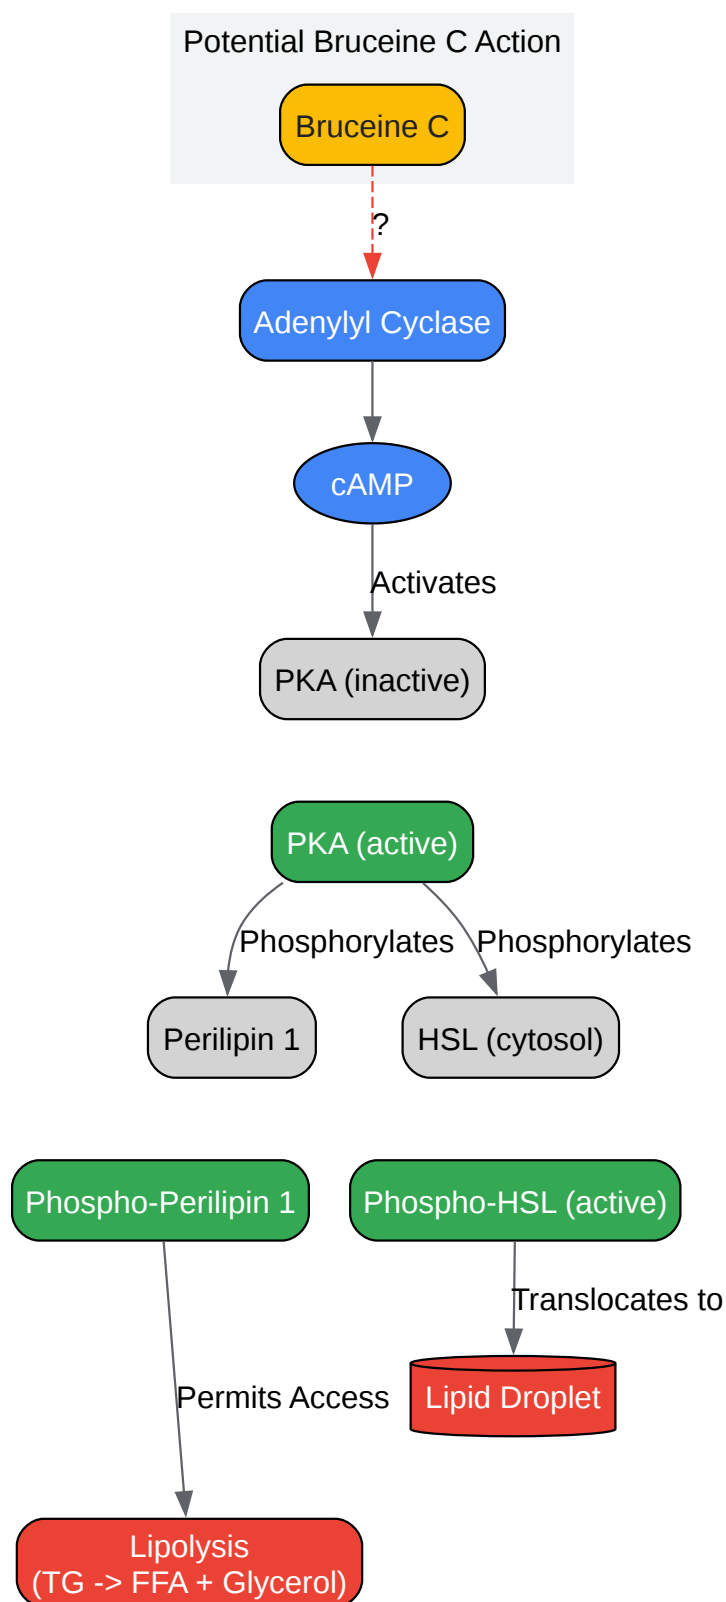 Potential Bruceine C Action
Bruceine C
?
Adenylyl Cyclase
cAMP
Activates
PKA (inactive)
PKA (active)
Phosphorylates
Phosphorylates
Perilipin 1
HSL (cytosol)
Phospho-Perilipin 1
Phospho-HSL (active)
Translocates to
Permits Access
Lipid Droplet
Lipolysis
(TG -> FFA + Glycerol)